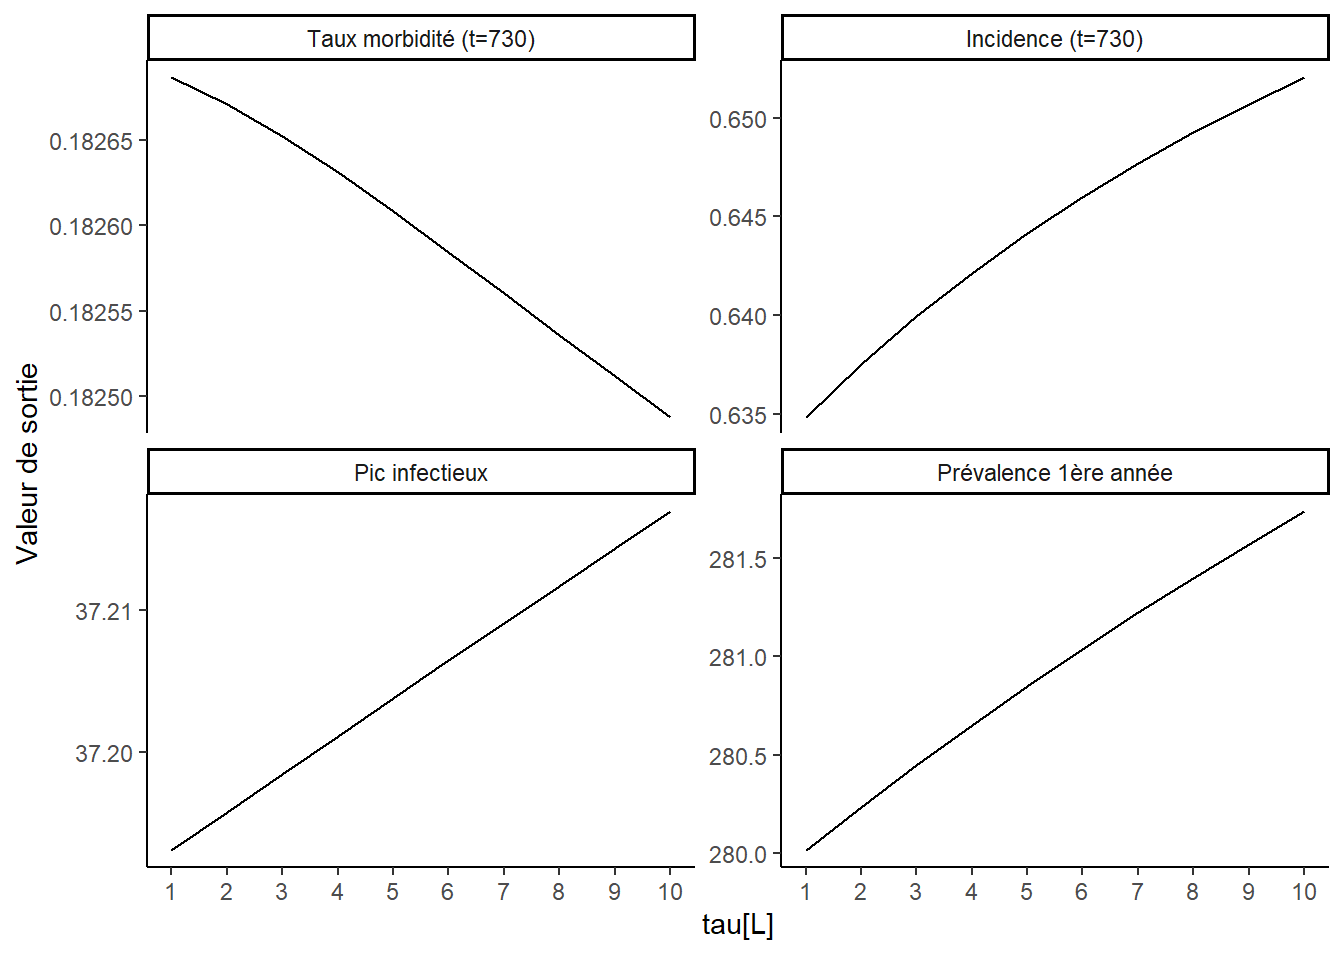 Taux morbidité (t=730)
Incidence (t=730)
0.18265
0.18260
0.18255
0.18250
0.650
0.645
0.640
0.635
Valeur de sortie
Pic infectieux
Prévalence 1ère année
37.21
37.20
281.5
281.0
280.5
280.0
1 2 3 4 5 6 7 8 9 10
1 2 3 4 5 6 7 8 9 10
tau[L]